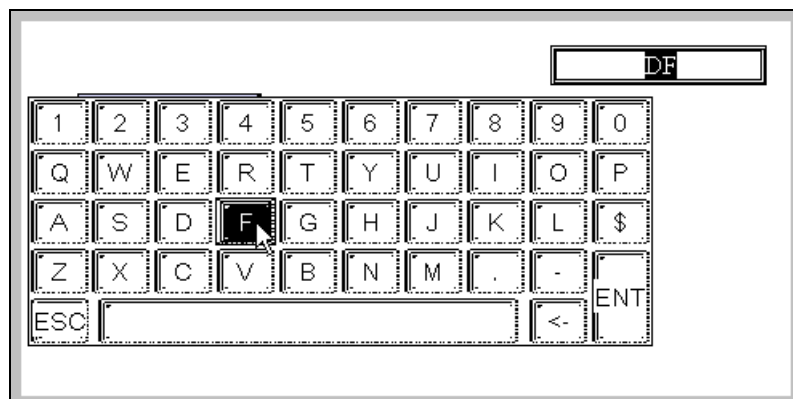 DF
1 2 3 4 5 6 7 8 9 0
Q W E R T Y U I O P
A S D F G H J K L $
Z X C V B N M . - ENT
ESC <-